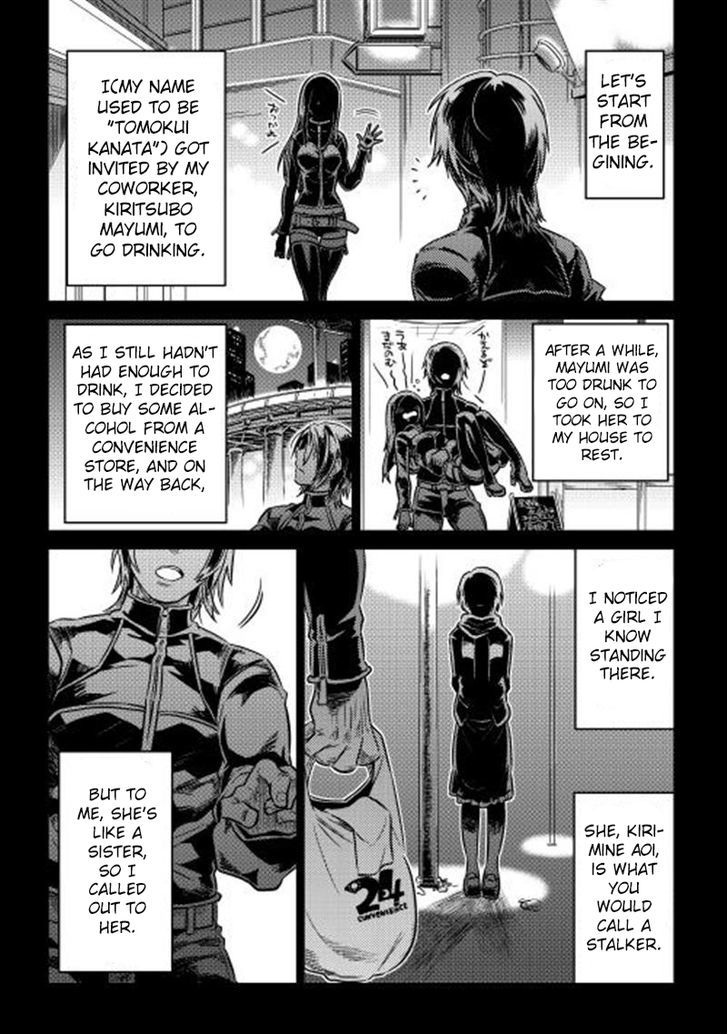 LET'S
START
FROM
THE BE-
GINING.
I(MY NAME
USED TO BE
"TOMOKUI
KANATA") GOT
INVITED BY MY
COWORKER,
KIRITSUBO
MAYUMI, TO
GO DRINKING.
AFTER A WHILE,
MAYUMI WAS
TOO DRUNK TO
GO ON, SO I
TOOK HER TO
MY HOUSE TO
REST.
AS I STILL HADN'T
HAD ENOUGH TO
DRINK, I DECIDED
TO BUY SOME AL-
COHOL FROM A
CONVENIENCE
STORE, AND ON
THE WAY BACK,
I NOTICED
A GIRL I
KNOW
STANDING
THERE.
SHE, KIRI-
MINE AOI,
IS WHAT
YOU
WOULD
CALL A
STALKER.
24
CONVENIENCE
BUT TO
ME, SHE'S
LIKE A
SISTER,
SO I
CALLED
OUT TO
HER.